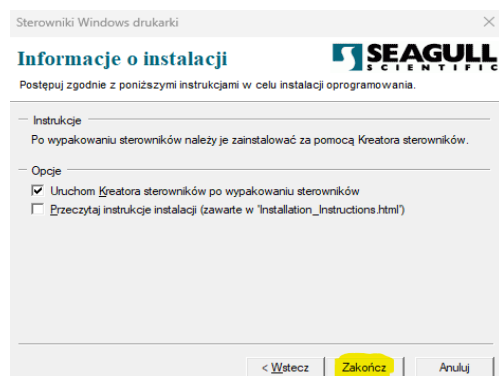 Sterowniki Windows drukarki
Informacje o instalacji
SEAGULL
SCIENTIFIC
Postępuj zgodnie z poniższymi instrukcjami w celu instalacji oprogramowania.
Instrukcje
Po wypakowaniu sterowników należy je zainstalować za pomocą Kreatora sterowników.
Opcje
Uruchom Kreatora sterowników po wypakowaniu sterowników
Przeczytaj instrukcje instalacji (zawarte w 'Installation_Instructions.html')
< Wstecz
Zakończ
Anuluj